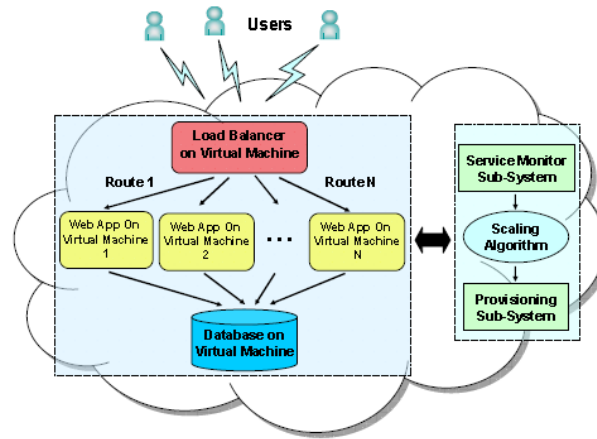 Users
Load Balancer
on Virtual Machine
Route 1
Route N
Web App On
Virtual Machine
1
Web App On
Virtual Machine
2
...
Web App On
Virtual Machine
N
Database on
Virtual Machine
Service Monitor
Sub-System
Scaling
Algorithm
Provisioning
Sub-System